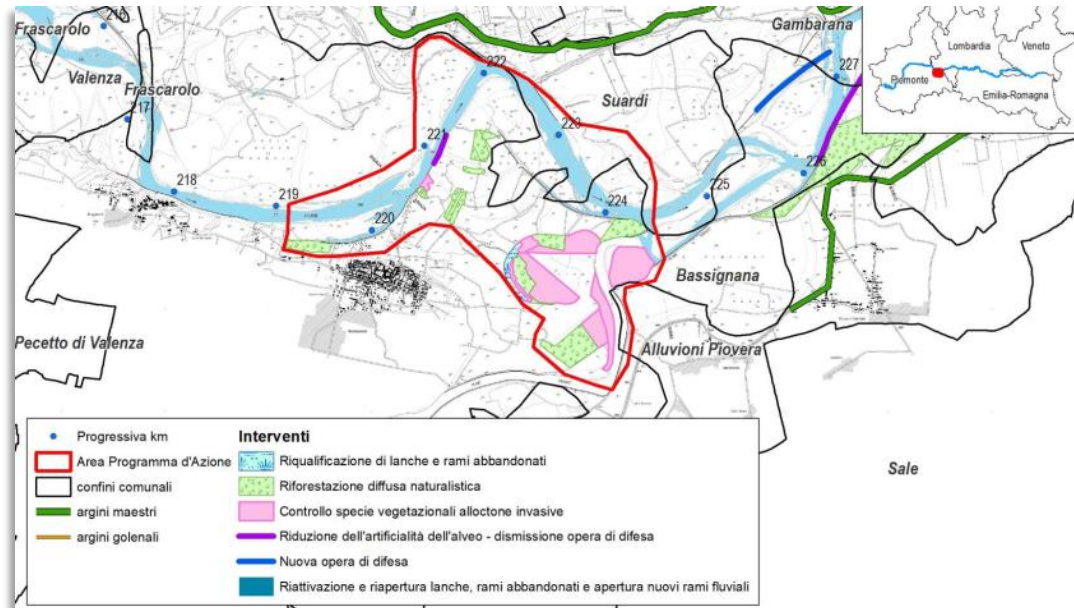 Frascarolo
216
Valenza
Frascarolo
217
218
219
220
221
222
223
224
225
226
227
Suardi
Gambarana
Lombardia
Veneto
Piemonte
Emilia-Romagna
Bassignana
Pecetto di Valenza
Alluvioni Piovera
Sale
Progressiva km
Area Programma d'Azione
confini comunali
argini maestri
argini golenali
Interventi
Riqualificazione di lanche e rami abbandonati
Riforestazione diffusa naturalistica
Controllo specie vegetazionali alloctone invasive
Riduzione dell'artificialità dell'alveo - dismissione opera di difesa
Nuova opera di difesa
Riattivazione e riapertura lanche, rami abbandonati e apertura nuovi rami fluviali